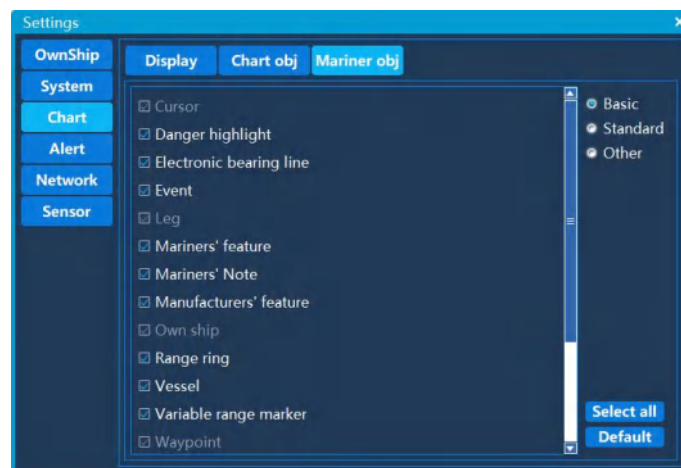 Settings
OwnShip
System
Chart
Alert
Network
Sensor
Display
Chart obj
Mariner obj
Cursor
Danger highlight
Electronic bearing line
Event
Leg
Mariners' feature
Mariners' Note
Manufacturers' feature
Own ship
Range ring
Vessel
Variable range marker
Waypoint
Basic
Standard
Other
Select all
Default